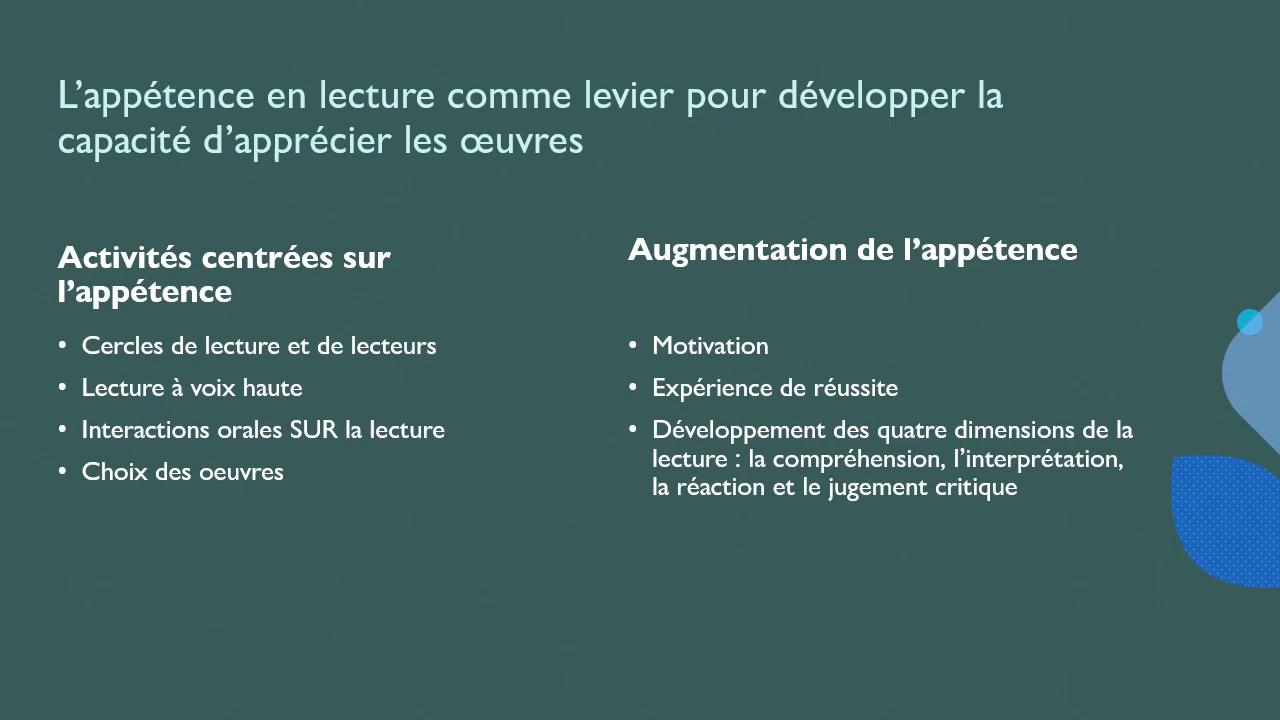 L’appétence en lecture comme levier pour développer la
capacité d’apprécier les œuvres
Activités centrées sur
l’appétence
• Cercles de lecture et de lecteurs
• Lecture à voix haute
• Interactions orales SUR la lecture
• Choix des oeuvres
Augmentation de l’appétence
• Motivation
• Expérience de réussite
• Développement des quatre dimensions de la
lecture : la compréhension, l’interprétation,
la réaction et le jugement critique